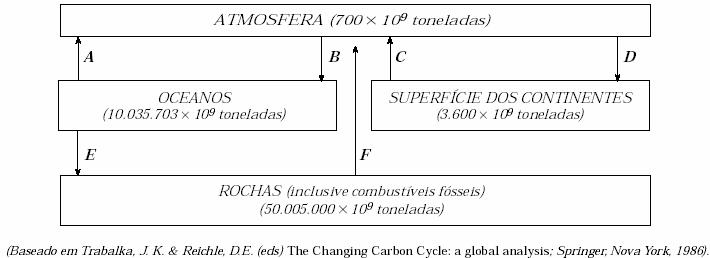 ATMOSFERA (700 × 10⁹ toneladas)
A
B
C
D
OCEANOS
(10.035.703 × 10⁹ toneladas)
SUPERFÍCIE DOS CONTINENTES
(3.600 × 10⁹ toneladas)
E
F
ROCHAS (inclusive combustíveis fósseis)
(50.005.000 × 10⁹ toneladas)
(Baseado em Trabalka, J. K. & Reichle, D.E. (eds) The Changing Carbon Cycle: a global analysis; Springer, Nova York, 1986).